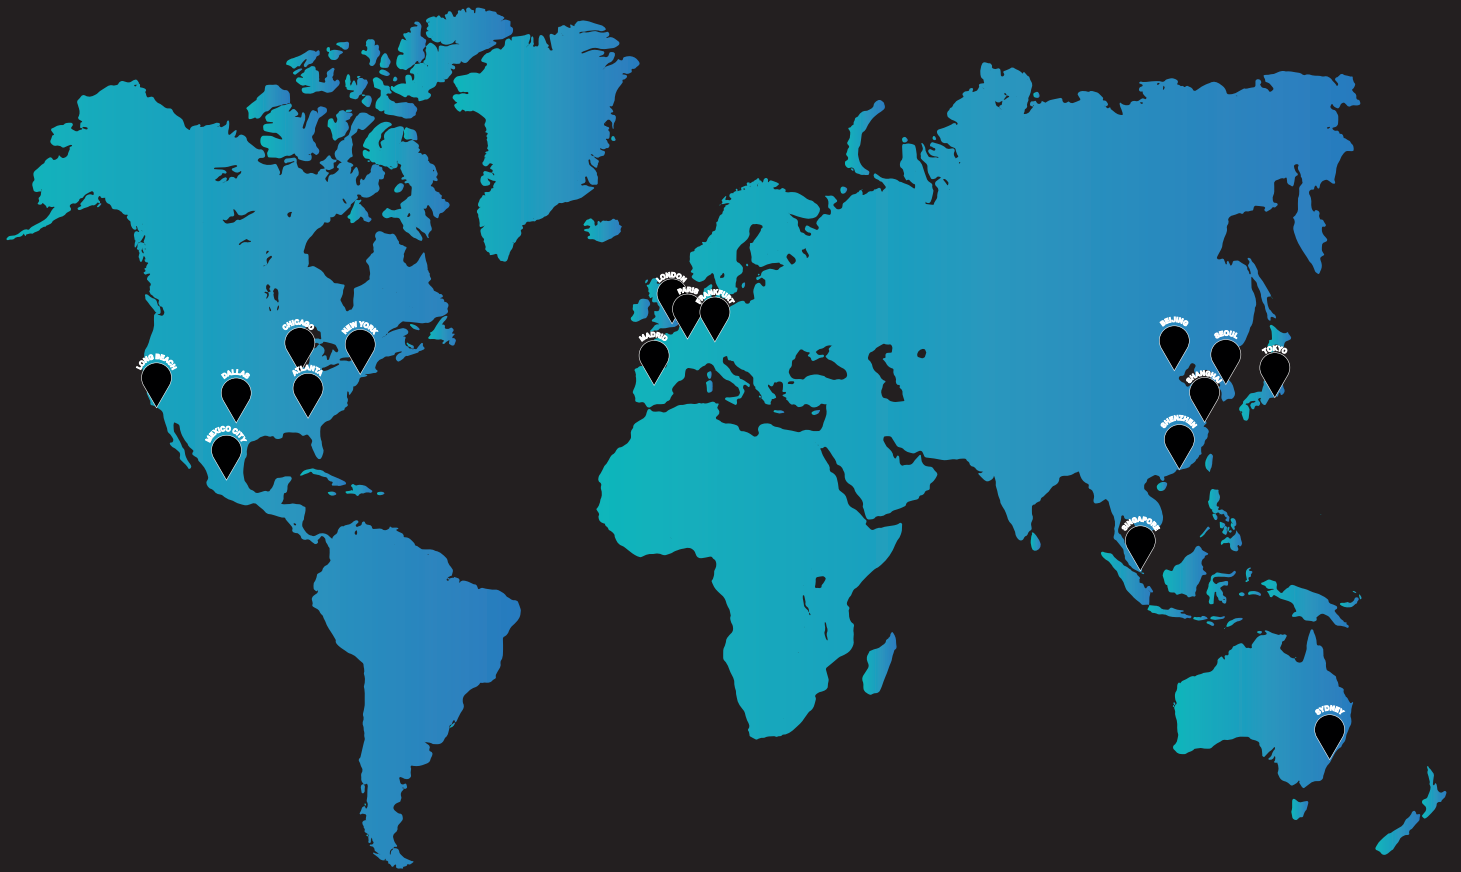 LONDON
PARIS
FRANKFURT
MADRID
CHICAGO
NEW YORK
LONG BEACH
DALLAS
ATLANTA
MEXICO CITY
BEIJING
SEOUL
TOKYO
SHANGHAI
SHENZHEN
SINGAPORE
SYDNEY